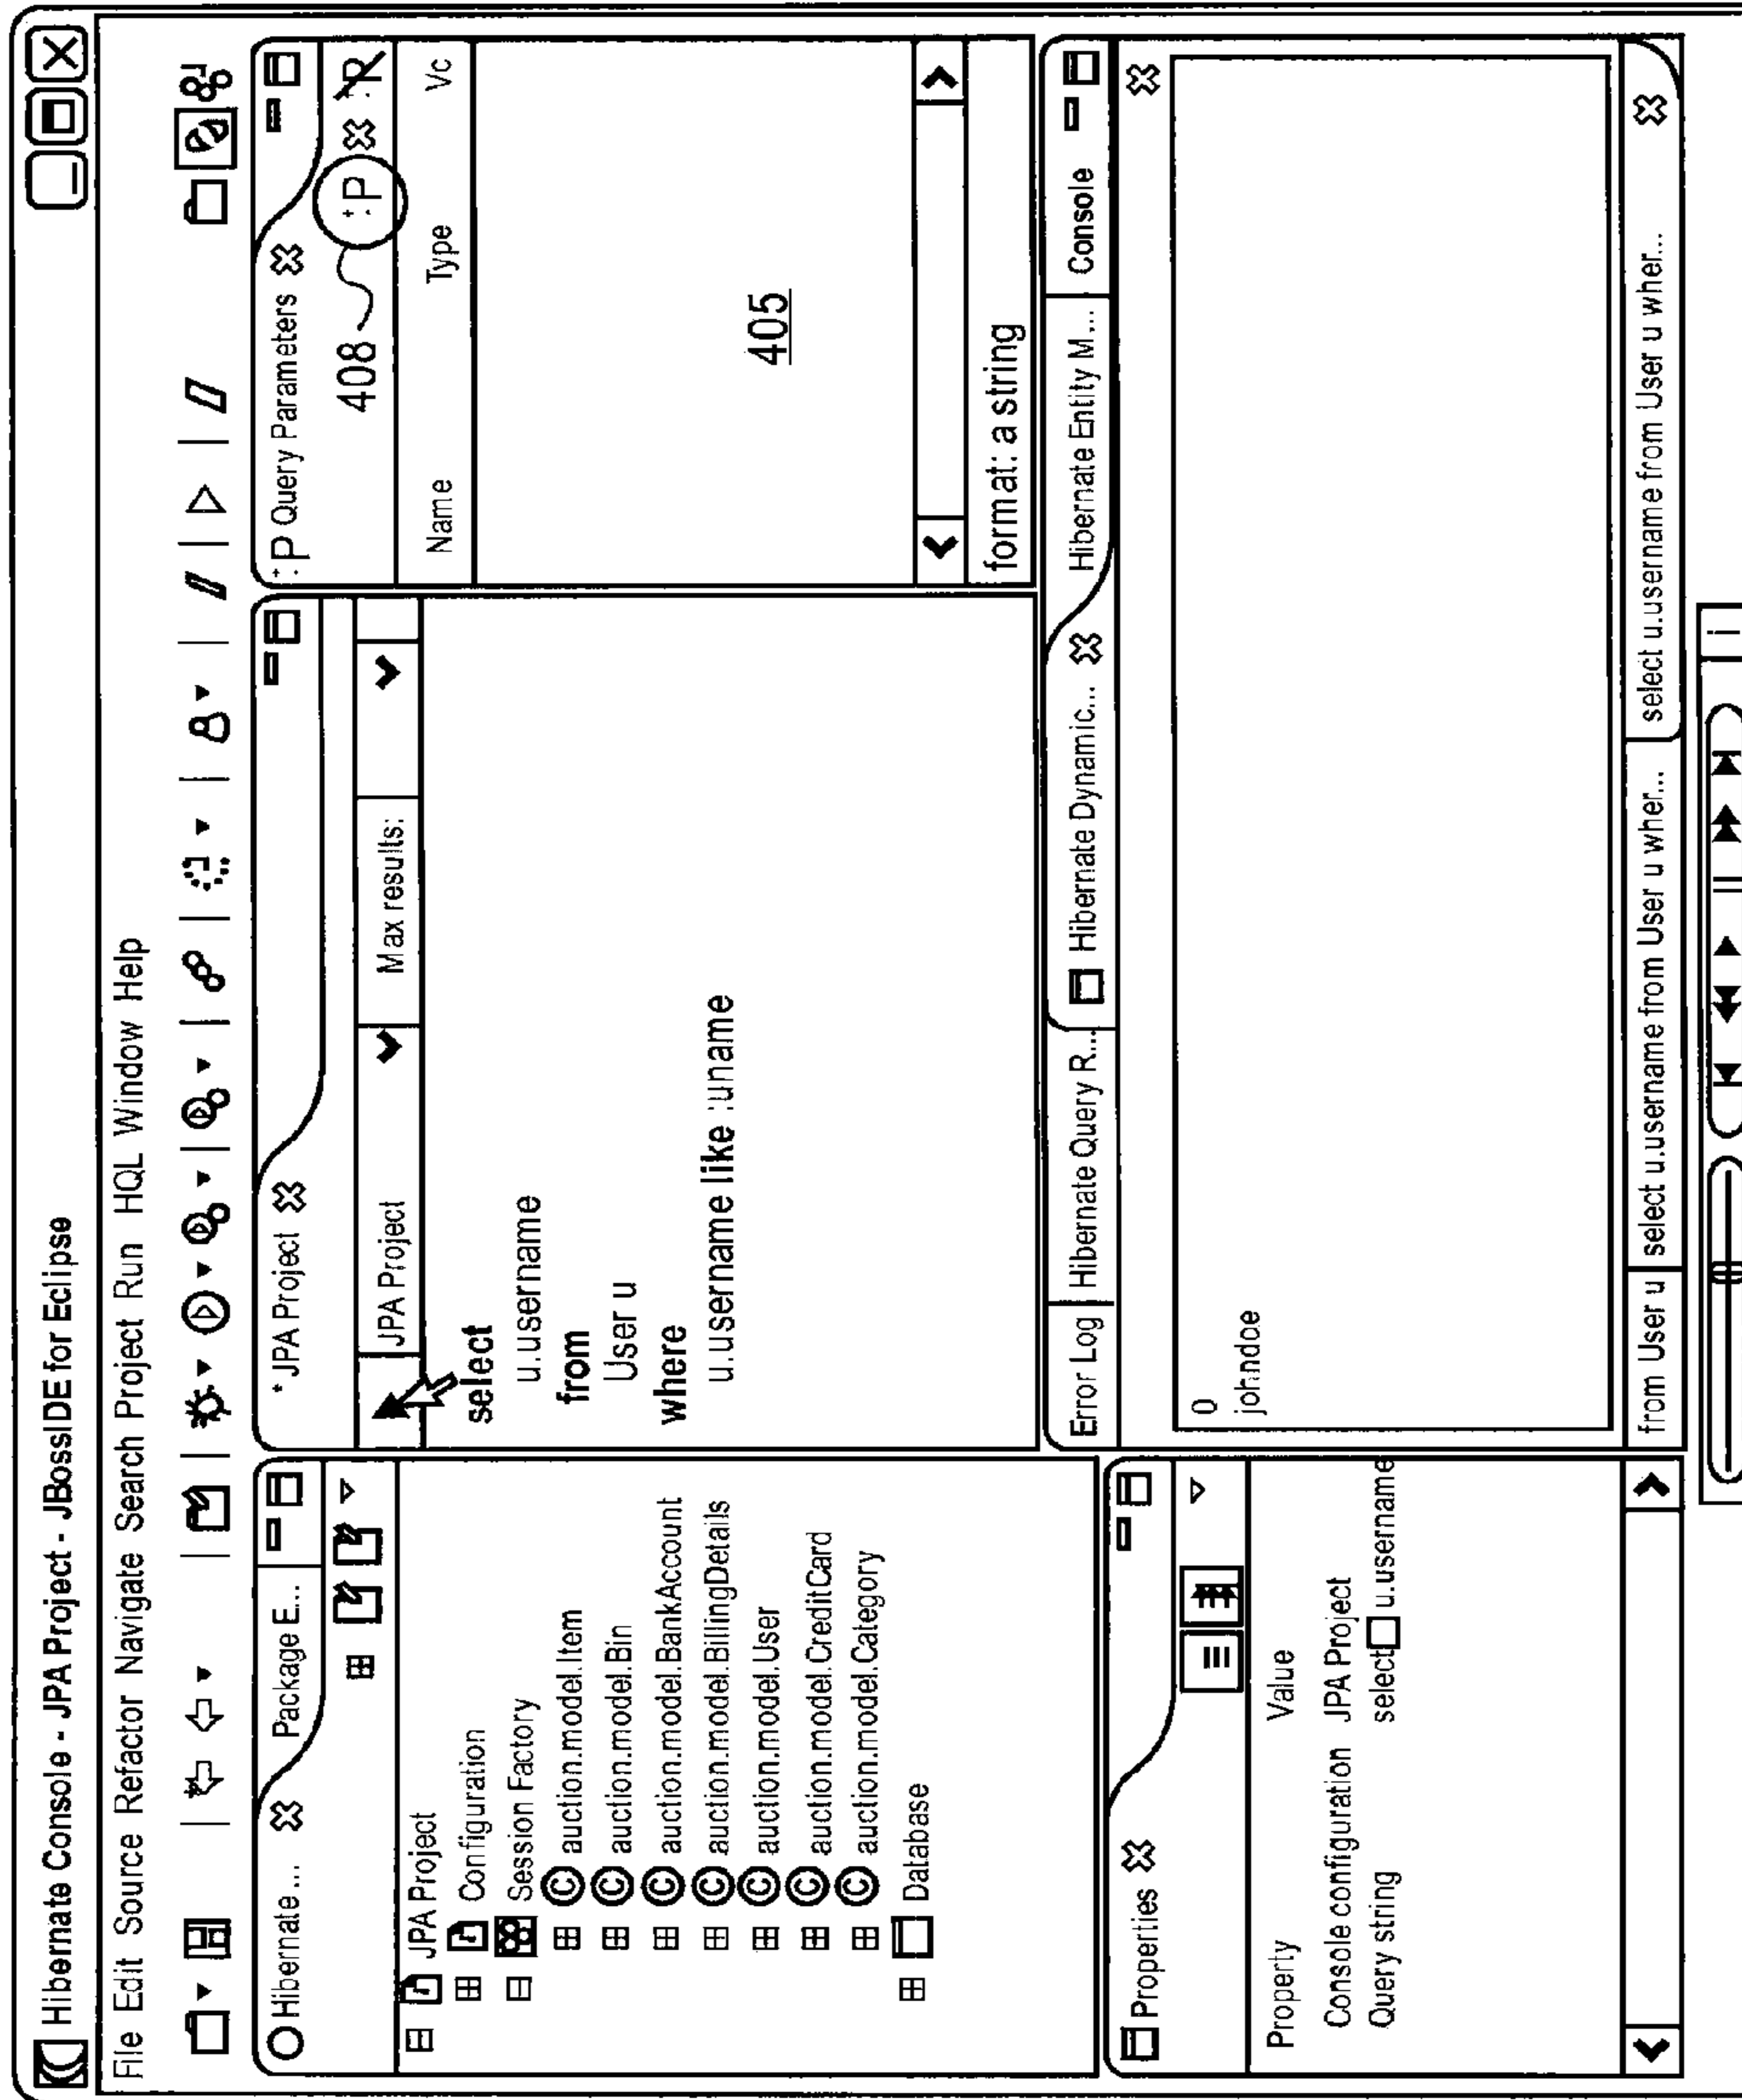 Hibernate Console - JPA Project - JBossIDE for Eclipse
File Edit Source Refactor Navigate Search Project Run HQL Window Help
Hibernate ...
Package E...
JPA Project
Configuration
Session Factory
auction.model.Item
auction.model.Bin
auction.model.BankAccount
auction.model.BillingDetails
auction.model.User
auction.model.CreditCard
auction.model.Category
Database
*JPA Project
JPA Project
Max results:
select
u.username
from
User u
where
u.username like :uname
:P Query Parameters
408
:P
:R
Name Type Vc
405
format: a string
Properties
Property Value
Console configuration JPA Project
Query string select u.username
Error Log
Hibernate Query R...
Hibernate Dynamic...
Hibernate Entity M ...
Console
0
johndoe
from User u
select u.username from User u wher...
select u.username from User u wher...